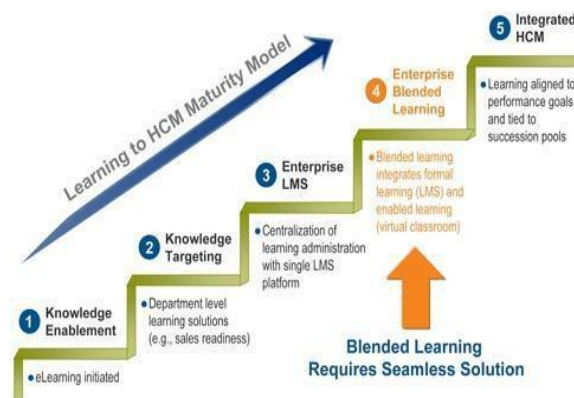 Learning to HCM Maturity Model
1 Knowledge
Enablement
• eLearning initiated
2 Knowledge
Targeting
• Department level
learning solutions
(e.g., sales readiness)
3 Enterprise
LMS
• Centralization of
learning administration
with single LMS
platform
4 Enterprise
Blended
Learning
• Blended learning
integrates formal
learning (LMS) and
enabled learning
(virtual classroom)
5 Integrated
HCM
• Learning aligned to
performance goals
and tied to
succession pools
Blended Learning
Requires Seamless Solution